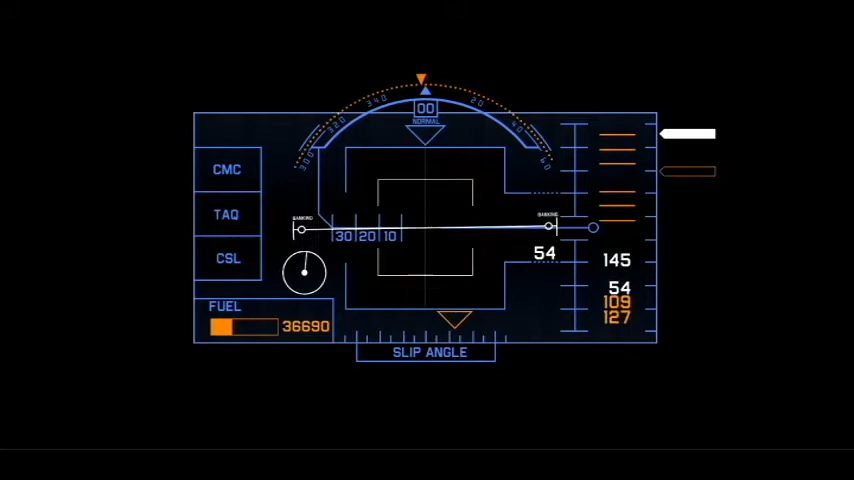 340 00 20
320 NORMAL 40
300 60
CMC
TAQ
BANKING BANKING
30 20 10
54
CSL
145
54
109
127
FUEL
36690
SLIP ANGLE